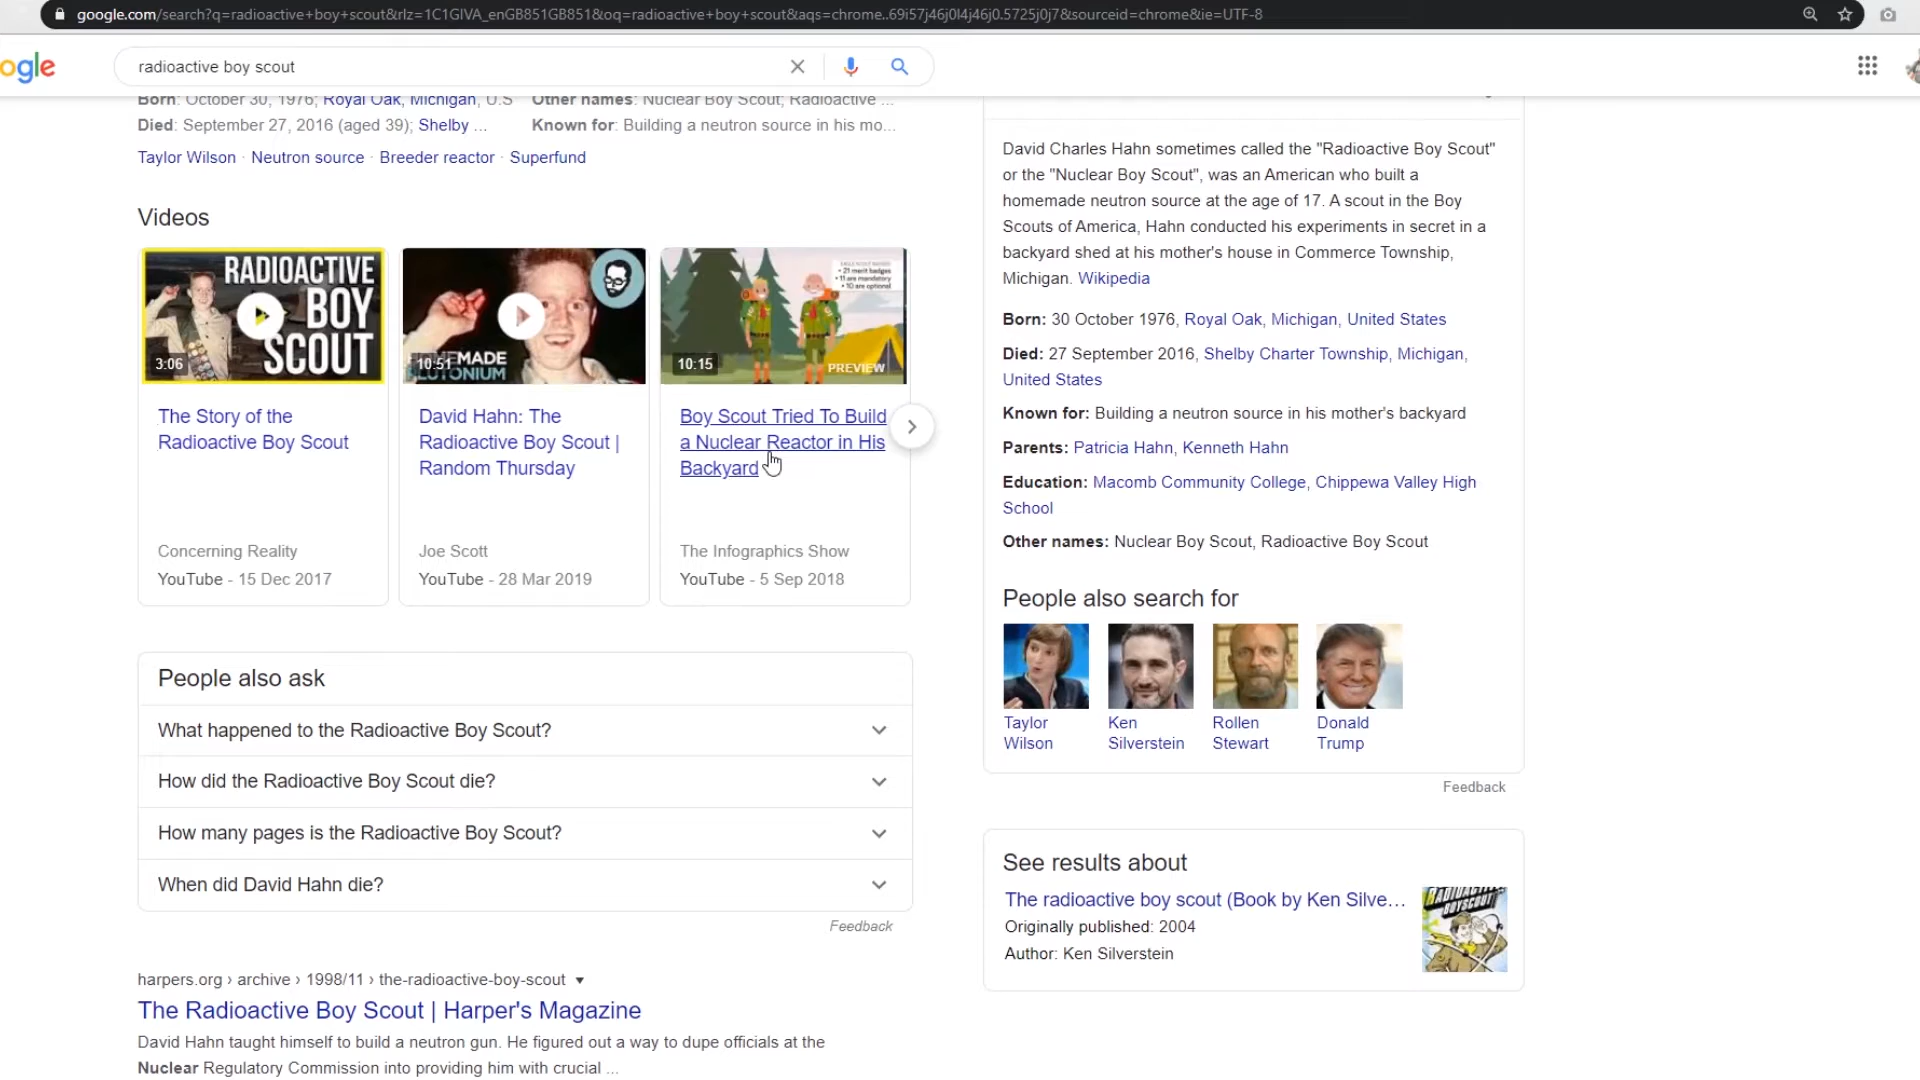 google.com/search?q=radioactive+boy+scout&rlz=1C1GIVA_enGB851GB851&oq=radioactive+boy+scout&aqs=chrome..69i57j46j0l4j46j0.5725j0j7&sourceid=chrome&ie=UTF-8
ogle
radioactive boy scout
Born: October 30, 1976; Royal Oak, Michigan, U.S
Other names: Nuclear Boy Scout; Radioactive ...
Died: September 27, 2016 (aged 39); Shelby ...
Known for: Building a neutron source in his mo...
Taylor Wilson · Neutron source · Breeder reactor · Superfund
Videos
RADIOACTIVE
BOY
SCOUT
3:06
The Story of the
Radioactive Boy Scout
Concerning Reality
YouTube - 15 Dec 2017
PLUTONIUM
10:51
David Hahn: The
Radioactive Boy Scout |
Random Thursday
Joe Scott
YouTube - 28 Mar 2019
• 21 merit badges
• 11 are mandatory
• 10 are optional
10:15
PREVIEW
Boy Scout Tried To Build
a Nuclear Reactor in His
Backyard
The Infographics Show
YouTube - 5 Sep 2018
People also ask
What happened to the Radioactive Boy Scout?
How did the Radioactive Boy Scout die?
How many pages is the Radioactive Boy Scout?
When did David Hahn die?
Feedback
harpers.org › archive › 1998/11 › the-radioactive-boy-scout
The Radioactive Boy Scout | Harper's Magazine
David Hahn taught himself to build a neutron gun. He figured out a way to dupe officials at the
Nuclear Regulatory Commission into providing him with crucial ...
David Charles Hahn sometimes called the "Radioactive Boy Scout"
or the "Nuclear Boy Scout", was an American who built a
homemade neutron source at the age of 17. A scout in the Boy
Scouts of America, Hahn conducted his experiments in secret in a
backyard shed at his mother's house in Commerce Township,
Michigan. Wikipedia
Born: 30 October 1976, Royal Oak, Michigan, United States
Died: 27 September 2016, Shelby Charter Township, Michigan,
United States
Known for: Building a neutron source in his mother's backyard
Parents: Patricia Hahn, Kenneth Hahn
Education: Macomb Community College, Chippewa Valley High
School
Other names: Nuclear Boy Scout, Radioactive Boy Scout
People also search for
Taylor
Wilson
Ken
Silverstein
Rollen
Stewart
Donald
Trump
Feedback
See results about
The radioactive boy scout (Book by Ken Silve...
Originally published: 2004
Author: Ken Silverstein
RADIOACTIVE
BOYSCOUT